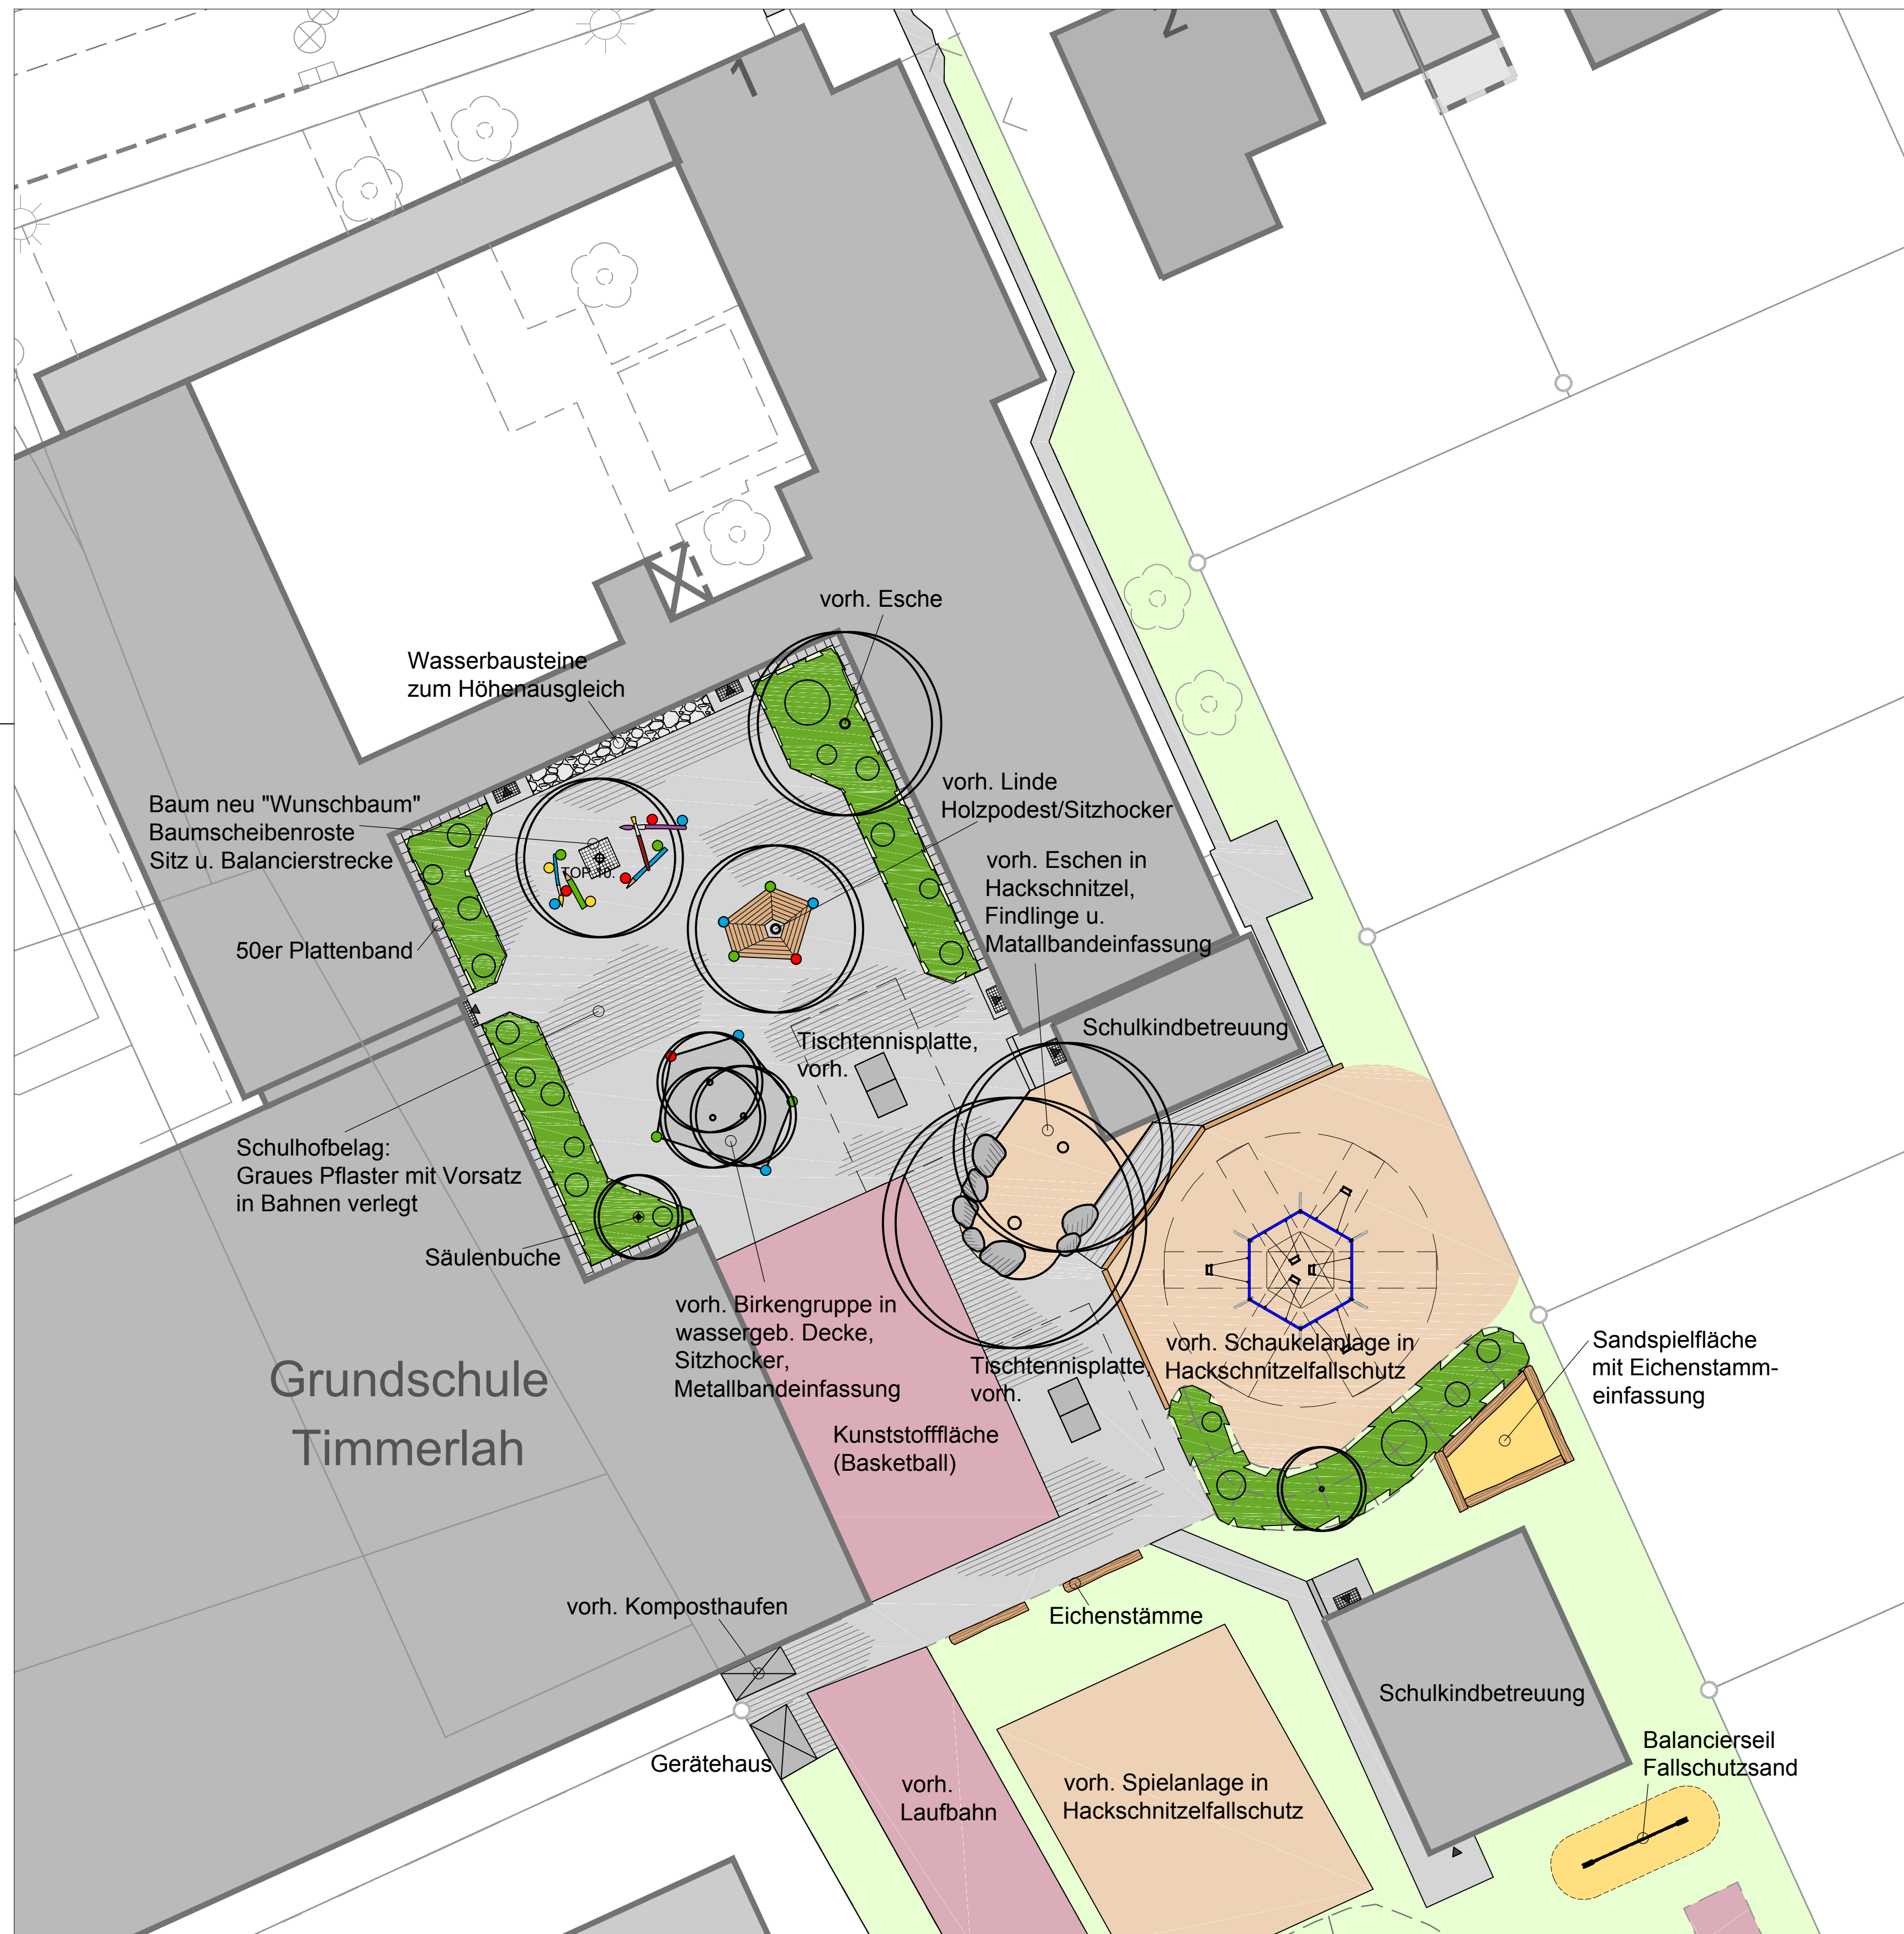 1
2
vorh. Esche
Wasserbausteine
zum Höhenausgleich
vorh. Linde
Holzpodest/Sitzhocker
Baum neu "Wunschbaum"
Baumscheibenroste
Sitz u. Balancierstrecke
vorh. Eschen in
Hackschnitzel,
Findlinge u.
Matallbandeinfassung
50er Plattenband
Schulkindbetreuung
Tischtennisplatte,
vorh.
Schulhofbelag:
Graues Pflaster mit Vorsatz
in Bahnen verlegt
Säulenbuche
vorh. Birkengruppe in
wassergeb. Decke,
Sitzhocker,
Metallbandeinfassung
Tischtennisplatte,
vorh.
vorh. Schaukelanlage in
Hackschnitzelfallschutz
Sandspielfläche
mit Eichenstamm-
einfassung
Grundschule
Timmerlah
Kunststofffläche
(Basketball)
vorh. Komposthaufen
Eichenstämme
Schulkindbetreuung
Gerätehaus
vorh.
Laufbahn
vorh. Spielanlage in
Hackschnitzelfallschutz
Balancierseil
Fallschutzsand